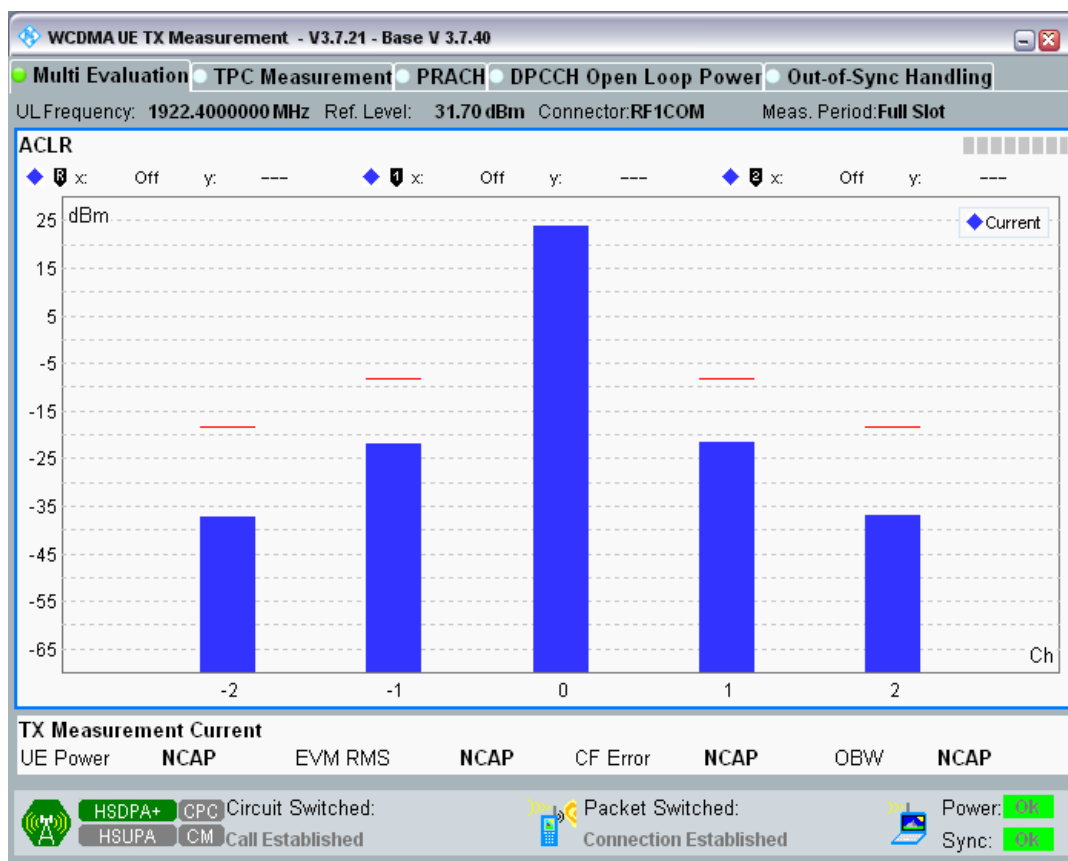 WCDMA UE TX Measurement - V3.7.21 - Base V 3.7.40
Multi Evaluation TPC Measurement PRACH DPCCH Open Loop Power Out-of-Sync Handling
UL Frequency: 1922.4000000 MHz Ref. Level: 31.70 dBm Connector:RF1COM Meas. Period:Full Slot
ACLR
R x: Off y: --- 1 x: Off y: --- 2 x: Off y: ---
dBm
Current
25
15
5
-5
-15
-25
-35
-45
-55
-65
Ch
-2 -1 0 1 2
TX Measurement Current
UE Power NCAP EVM RMS NCAP CF Error NCAP OBW NCAP
HSDPA+ CPC Circuit Switched: Packet Switched: Power: Ok
HSUPA CM Call Established Connection Established Sync: Ok